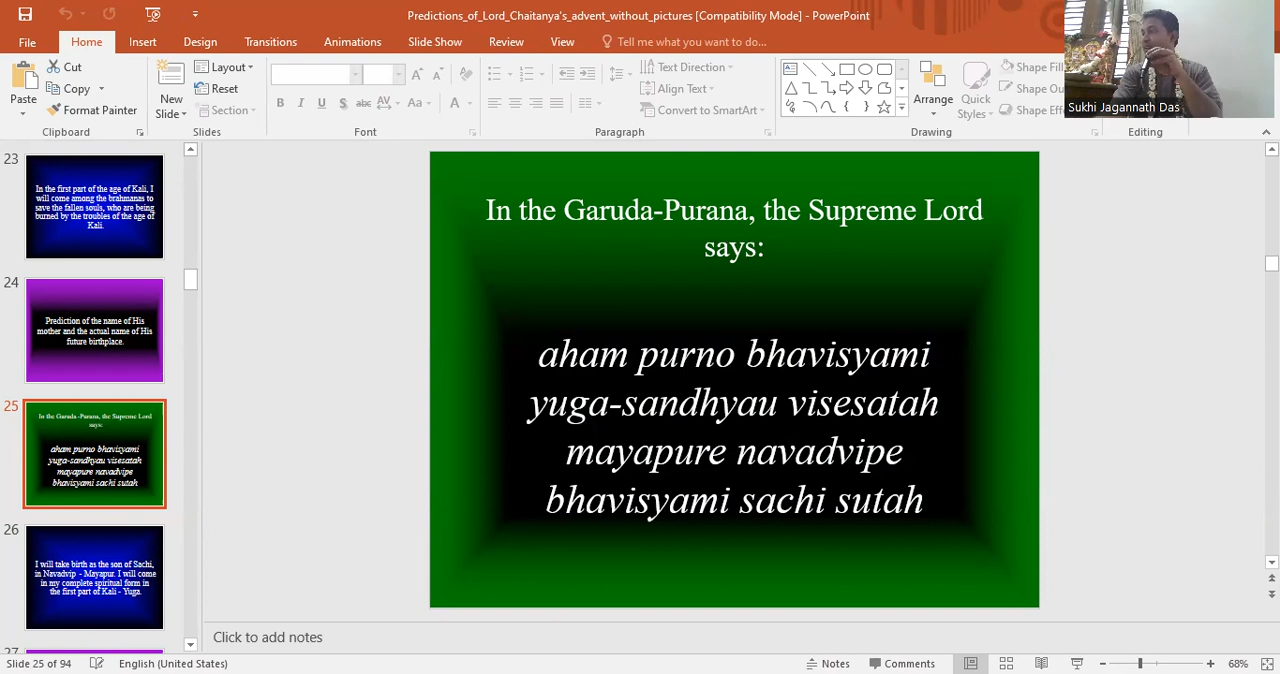 Predictions_of_Lord_Chaitanya's_advent_without_pictures [Compatibility Mode] - PowerPoint
File Home Insert Design Transitions Animations Slide Show Review View Tell me what you want to do...
Paste
Cut
Copy
Format Painter
Clipboard
New Slide
Layout
Reset
Section
Slides
B I U S abc AV Aa A
Font
Text Direction
Align Text
Convert to SmartArt
Paragraph
Arrange
Quick Styles
Shape Fill
Shape Ou
Shape Effe
Drawing
Editing
Sukhi Jagannath Das
23
In the first part of the age of Kali, I
will come among the brahmanas to
save the fallen souls, who are being
burned by the troubles of the age of
Kali.
24
Prediction of the name of His
mother and the actual name of His
future birthplace.
25
In the Garuda-Purana, the Supreme Lord
says:
aham purno bhavisyami
yuga-sandhyau visesatah
mayapure navadvipe
bhavisyami sachi sutah
26
I will take birth as the son of Sachi,
in Navadvip - Mayapur. I will come
in my complete spiritual form in
the first part of Kali - Yuga.
27
In the Garuda-Purana, the Supreme Lord
says:
aham purno bhavisyami
yuga-sandhyau visesatah
mayapure navadvipe
bhavisyami sachi sutah
Click to add notes
Slide 25 of 94 English (United States) Notes Comments 68%